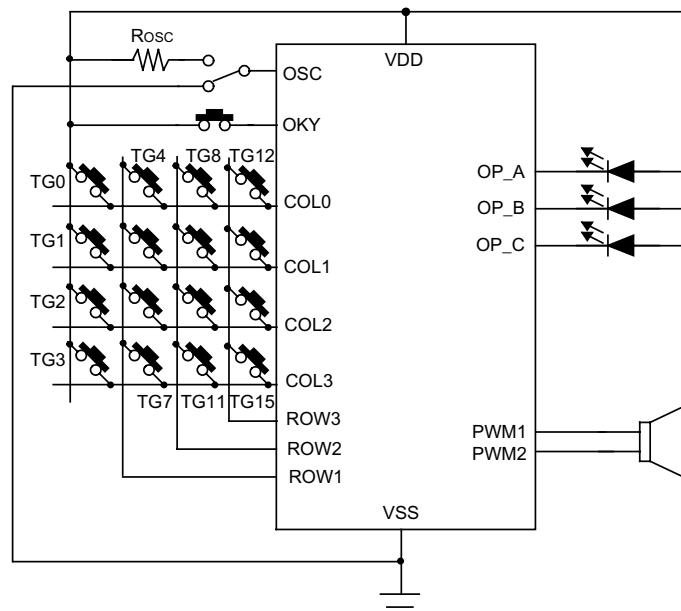 ROSC
VDD
OSC
OKY
TG4 TG8 TG12
TG0
COL0
OP_A
OP_B
TG1
OP_C
COL1
TG2
COL2
TG3
COL3
TG7 TG11 TG15
ROW3
PWM1
ROW2
PWM2
ROW1
VSS